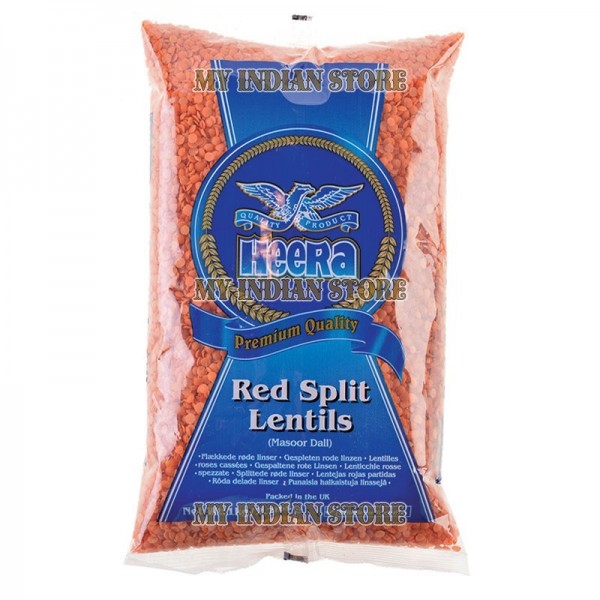 MY INDIAN STORE
QUALITY PRODUCT
HEERA
MY INDIAN STORE
Premium Quality
Red Split
Lentils
(Masoor Dall)
• Flækkede røde linser • Gespleten rode linzen • Lentilles
• roses cassées • Gespaltene rote Linsen • Lenticchie rosse
• spezzate • Splittede røde linser • Lentejas rojas partidas
• Röda delade linser • Punaisia halkaistuja linssejä •
Packed in the UK
MY INDIAN STORE